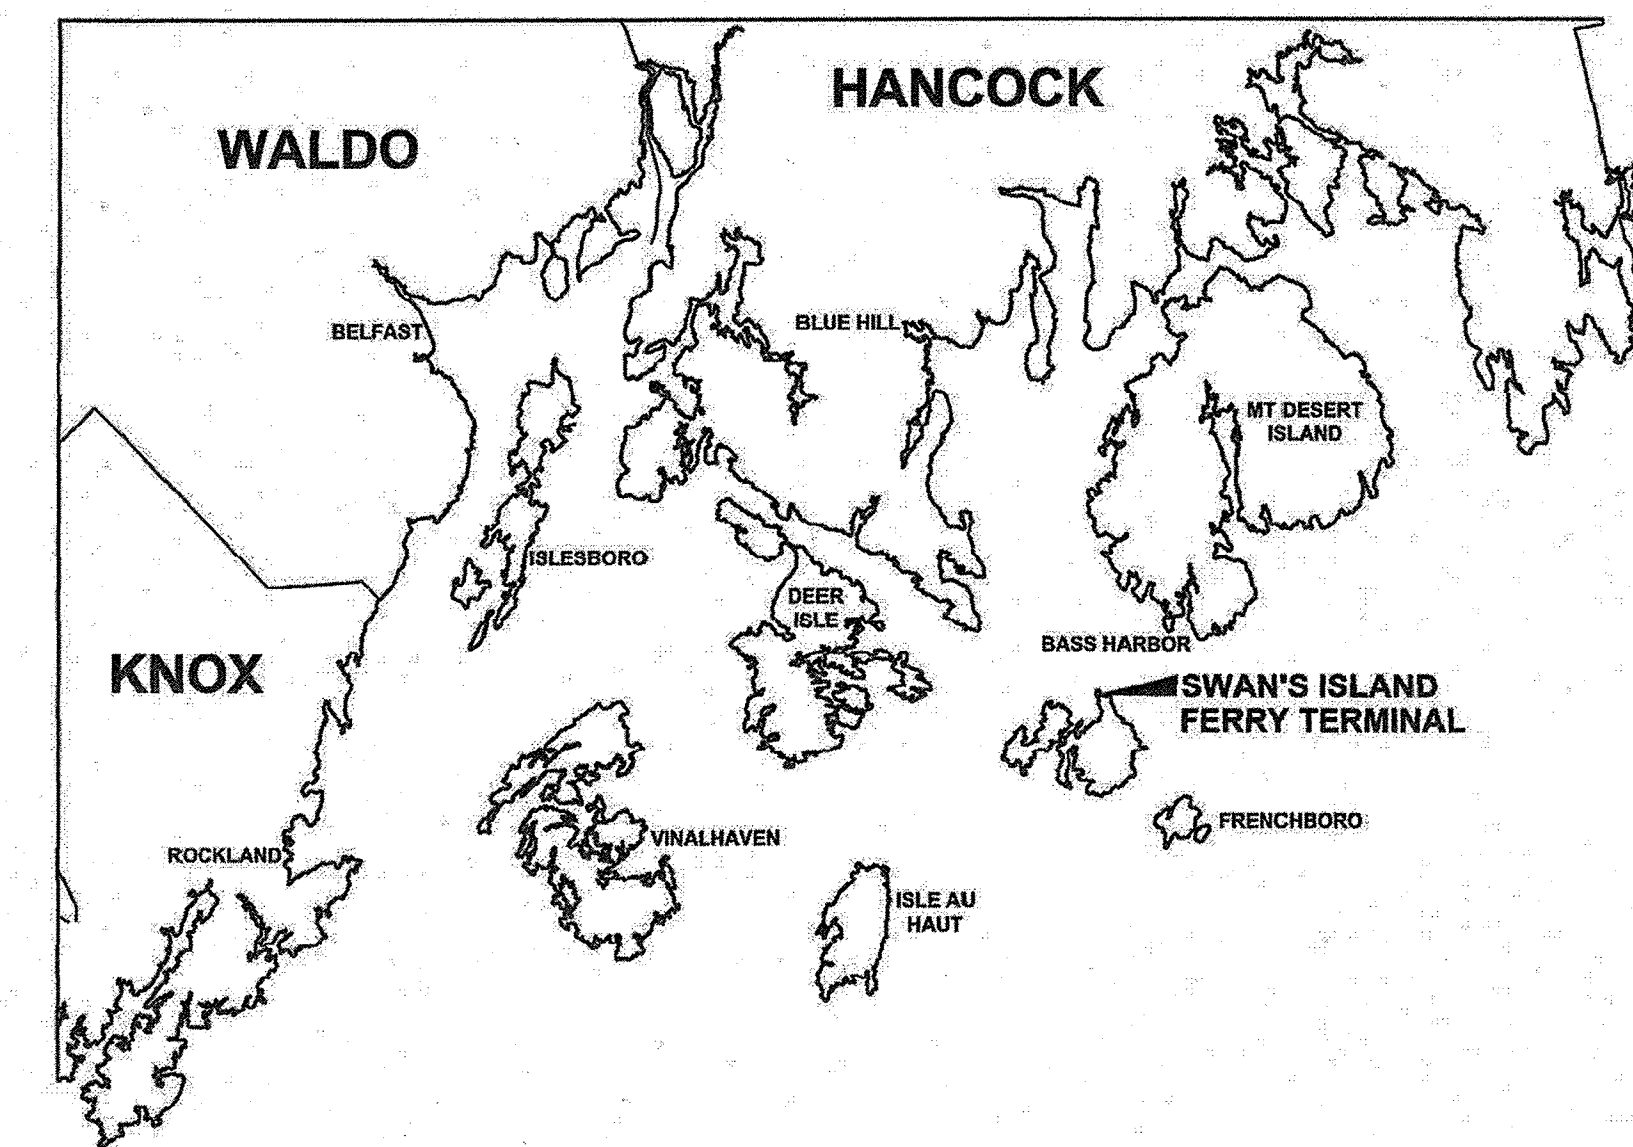 HANCOCK
WALDO
BELFAST
BLUE HILL
MT DESERT
ISLAND
ISLESBORO
DEER
ISLE
BASS HARBOR
KNOX
SWAN'S ISLAND
FERRY TERMINAL
FRENCHBORO
VINALHAVEN
ROCKLAND
ISLE AU
HAUT